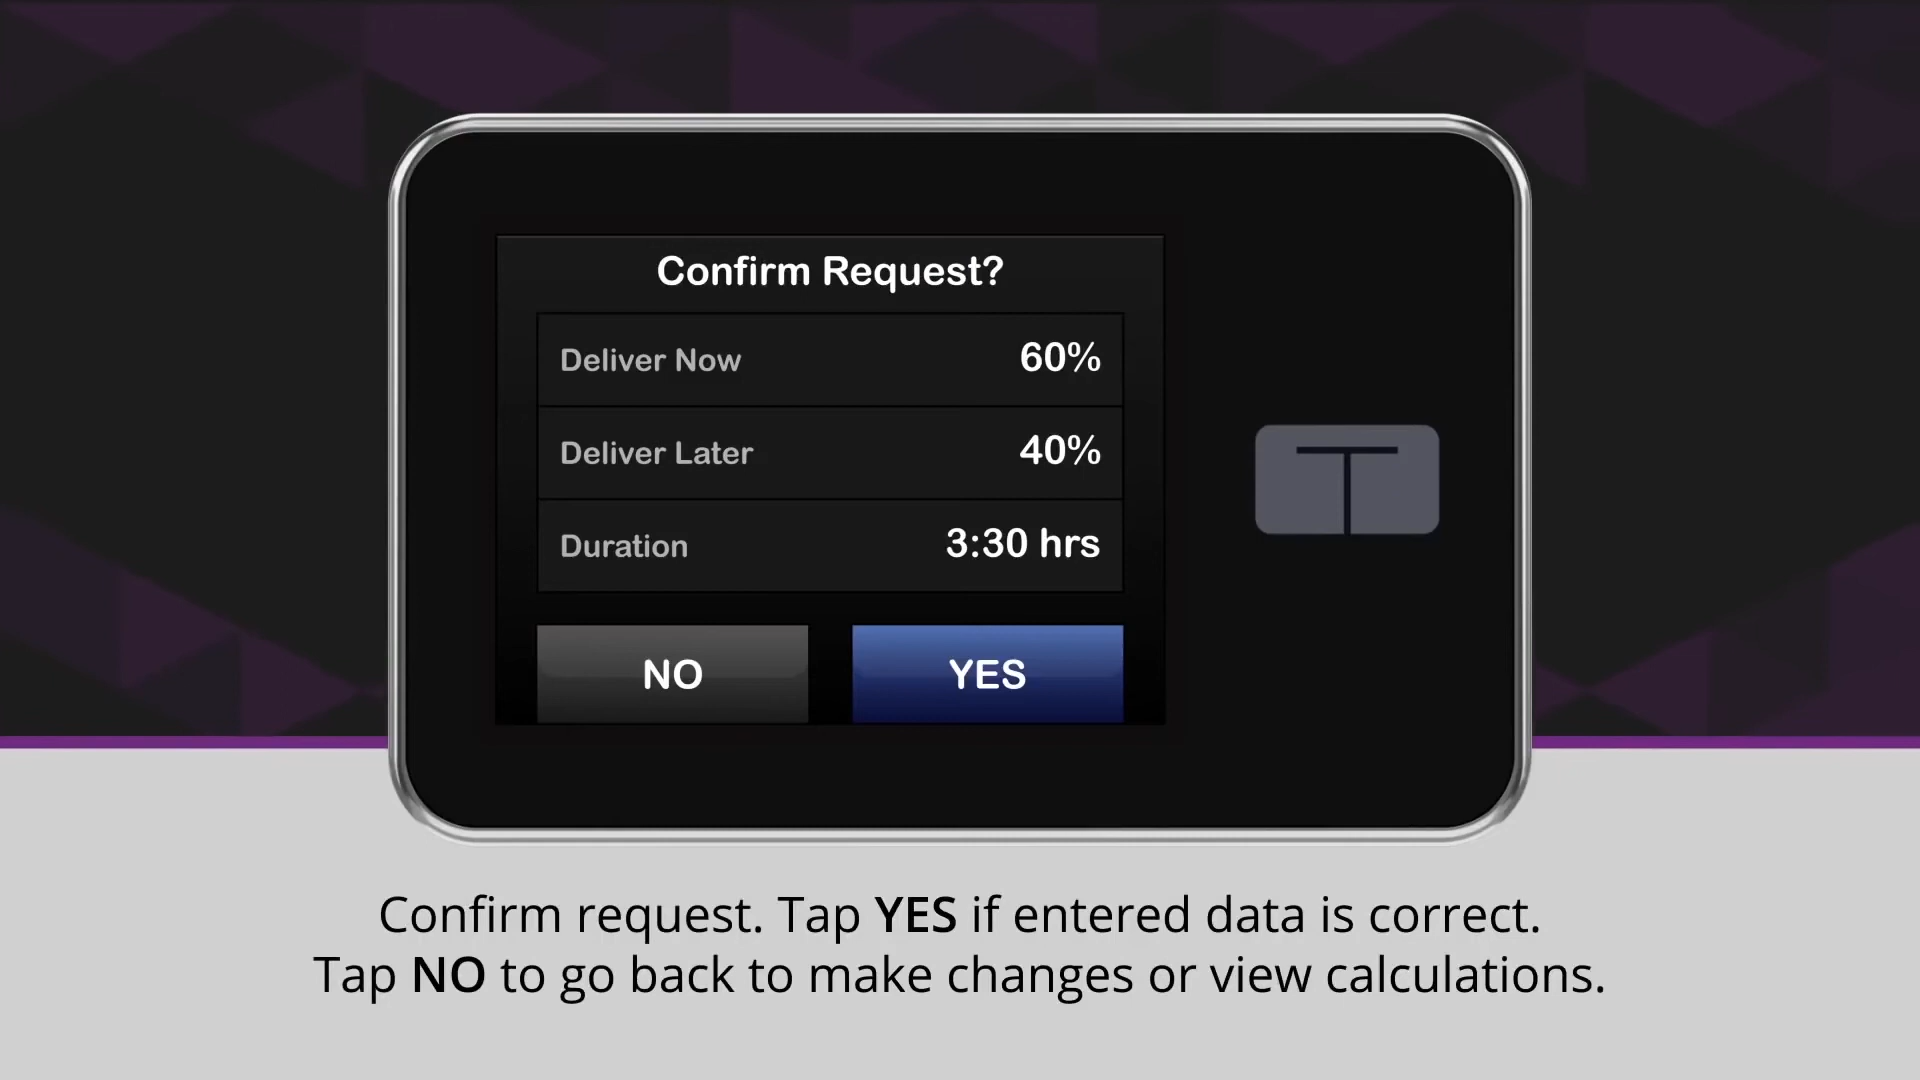 Confirm Request?
Deliver Now 60%
Deliver Later 40%
Duration 3:30 hrs
NO YES
Confirm request. Tap YES if entered data is correct.
Tap NO to go back to make changes or view calculations.